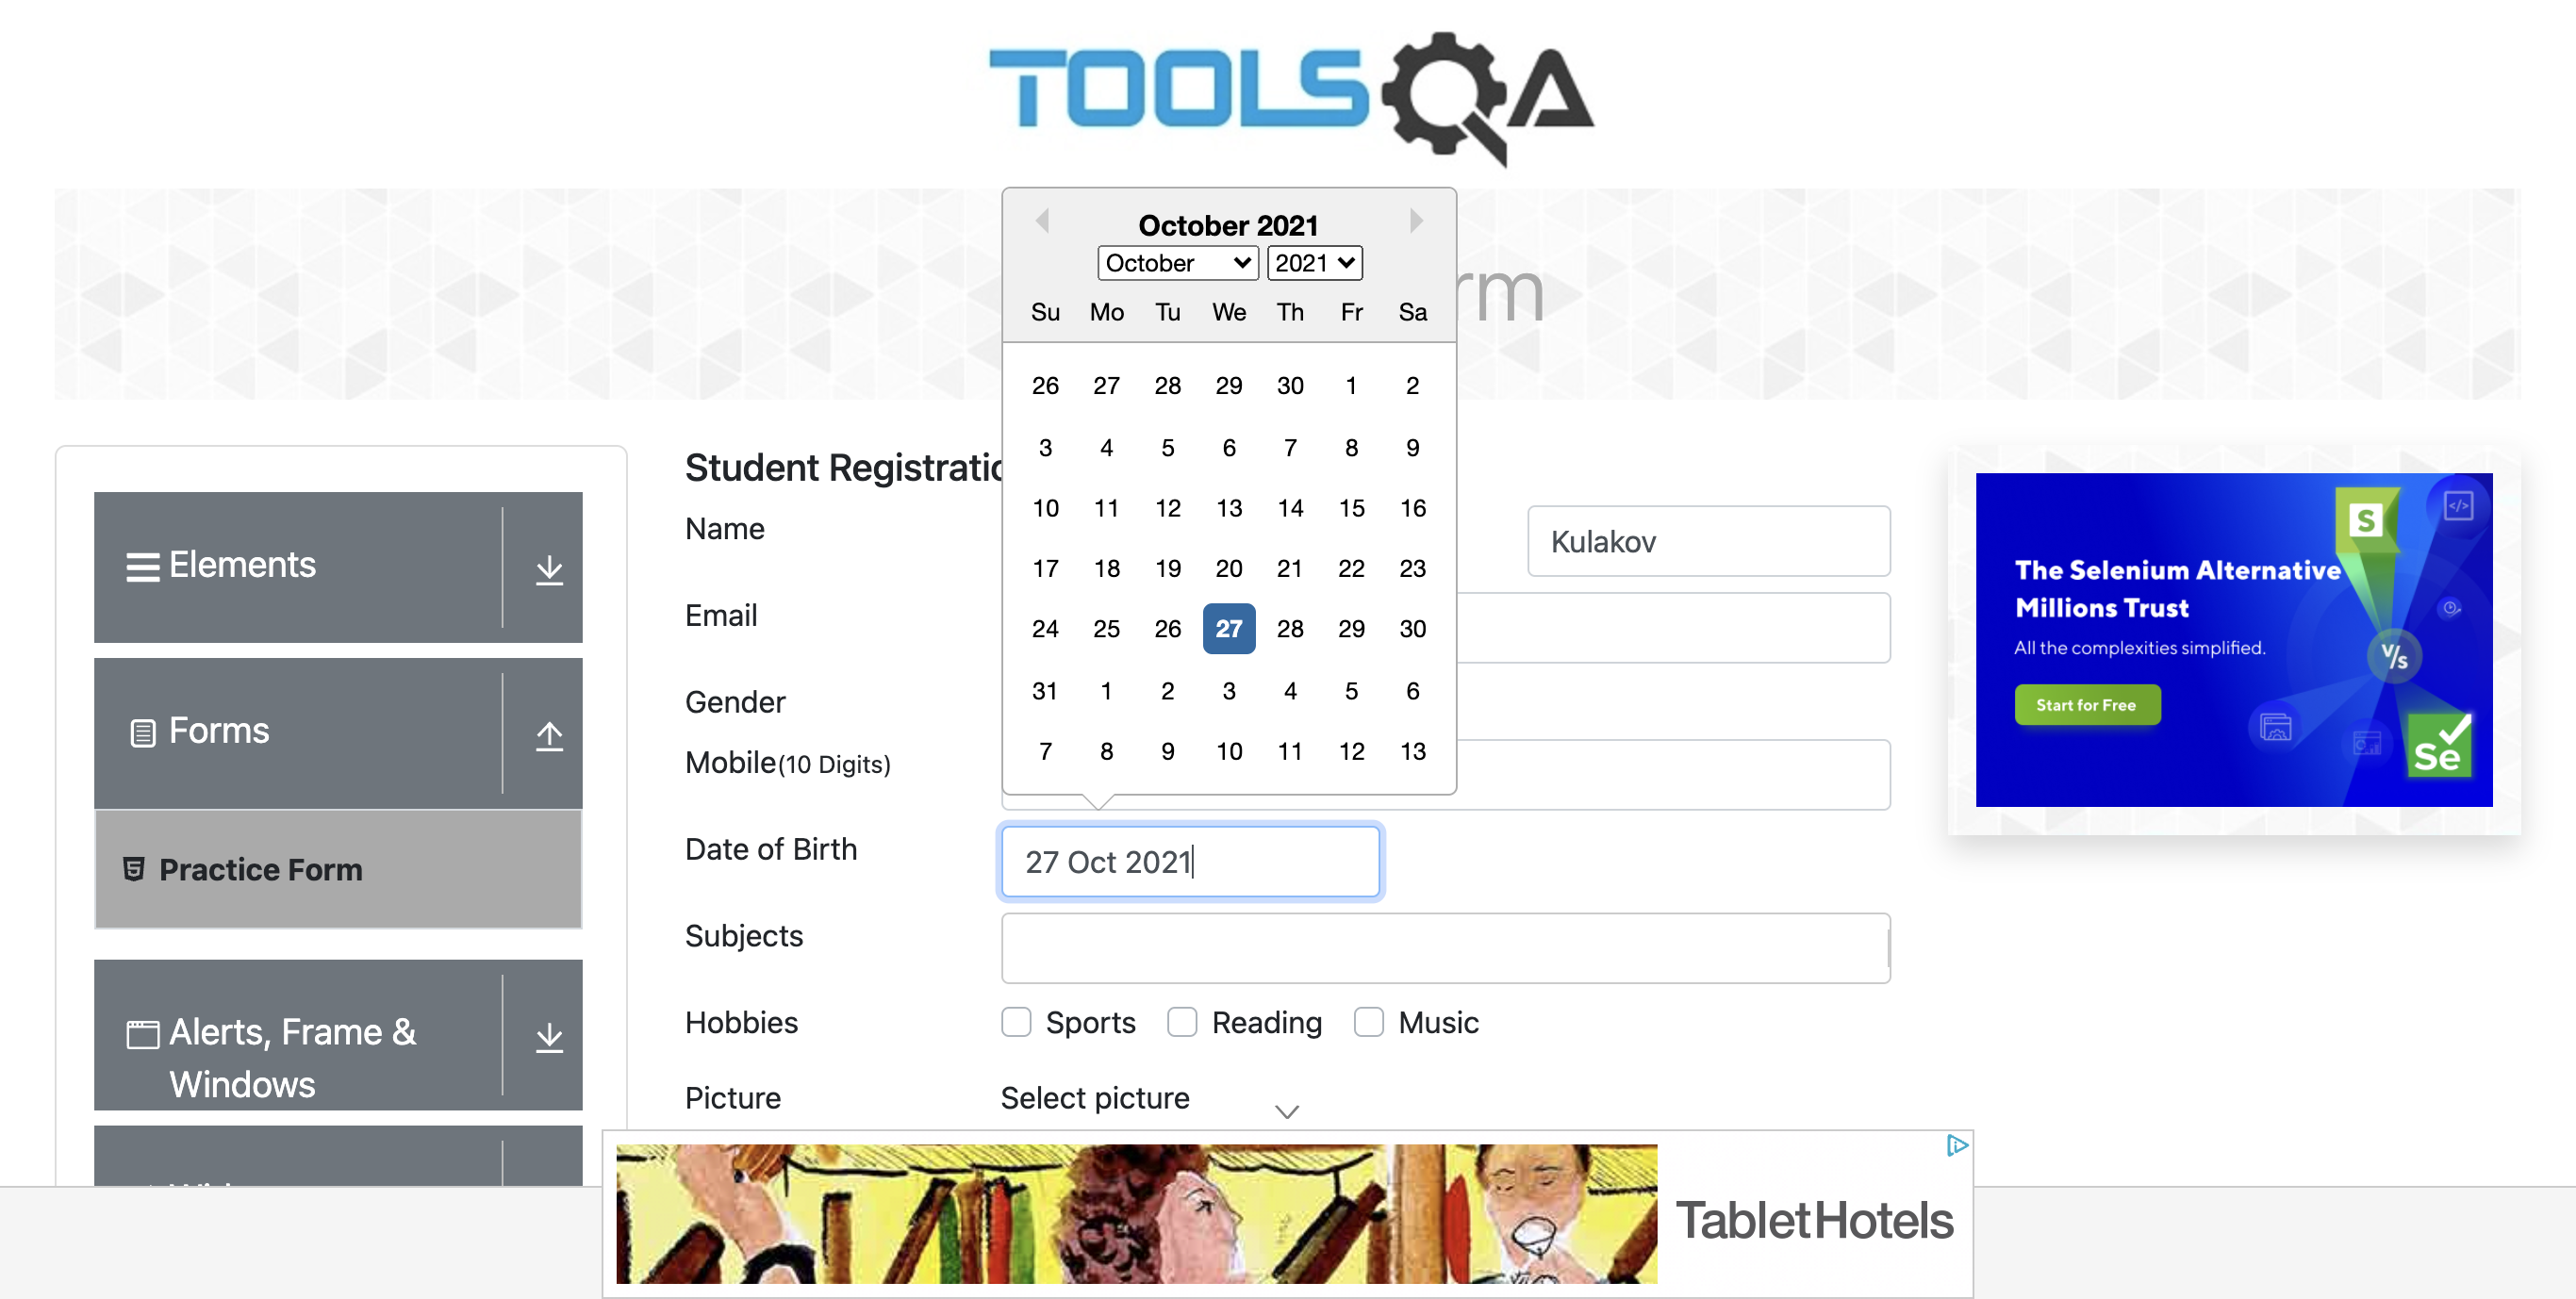 TOOLSQA
October 2021
October 2021
rm
Su Mo Tu We Th Fr Sa
26 27 28 29 30 1 2
3 4 5 6 7 8 9
10 11 12 13 14 15 16
17 18 19 20 21 22 23
24 25 26 27 28 29 30
31 1 2 3 4 5 6
7 8 9 10 11 12 13
Elements
Forms
Practice Form
Alerts, Frame &
Windows
Student Registratio
Name
Kulakov
Email
Gender
Mobile(10 Digits)
Date of Birth
27 Oct 2021
Subjects
Hobbies
Sports Reading Music
Picture
Select picture
S
</>
The Selenium Alternative
Millions Trust
All the complexities simplified.
V/s
Start for Free
Se
TabletHotels